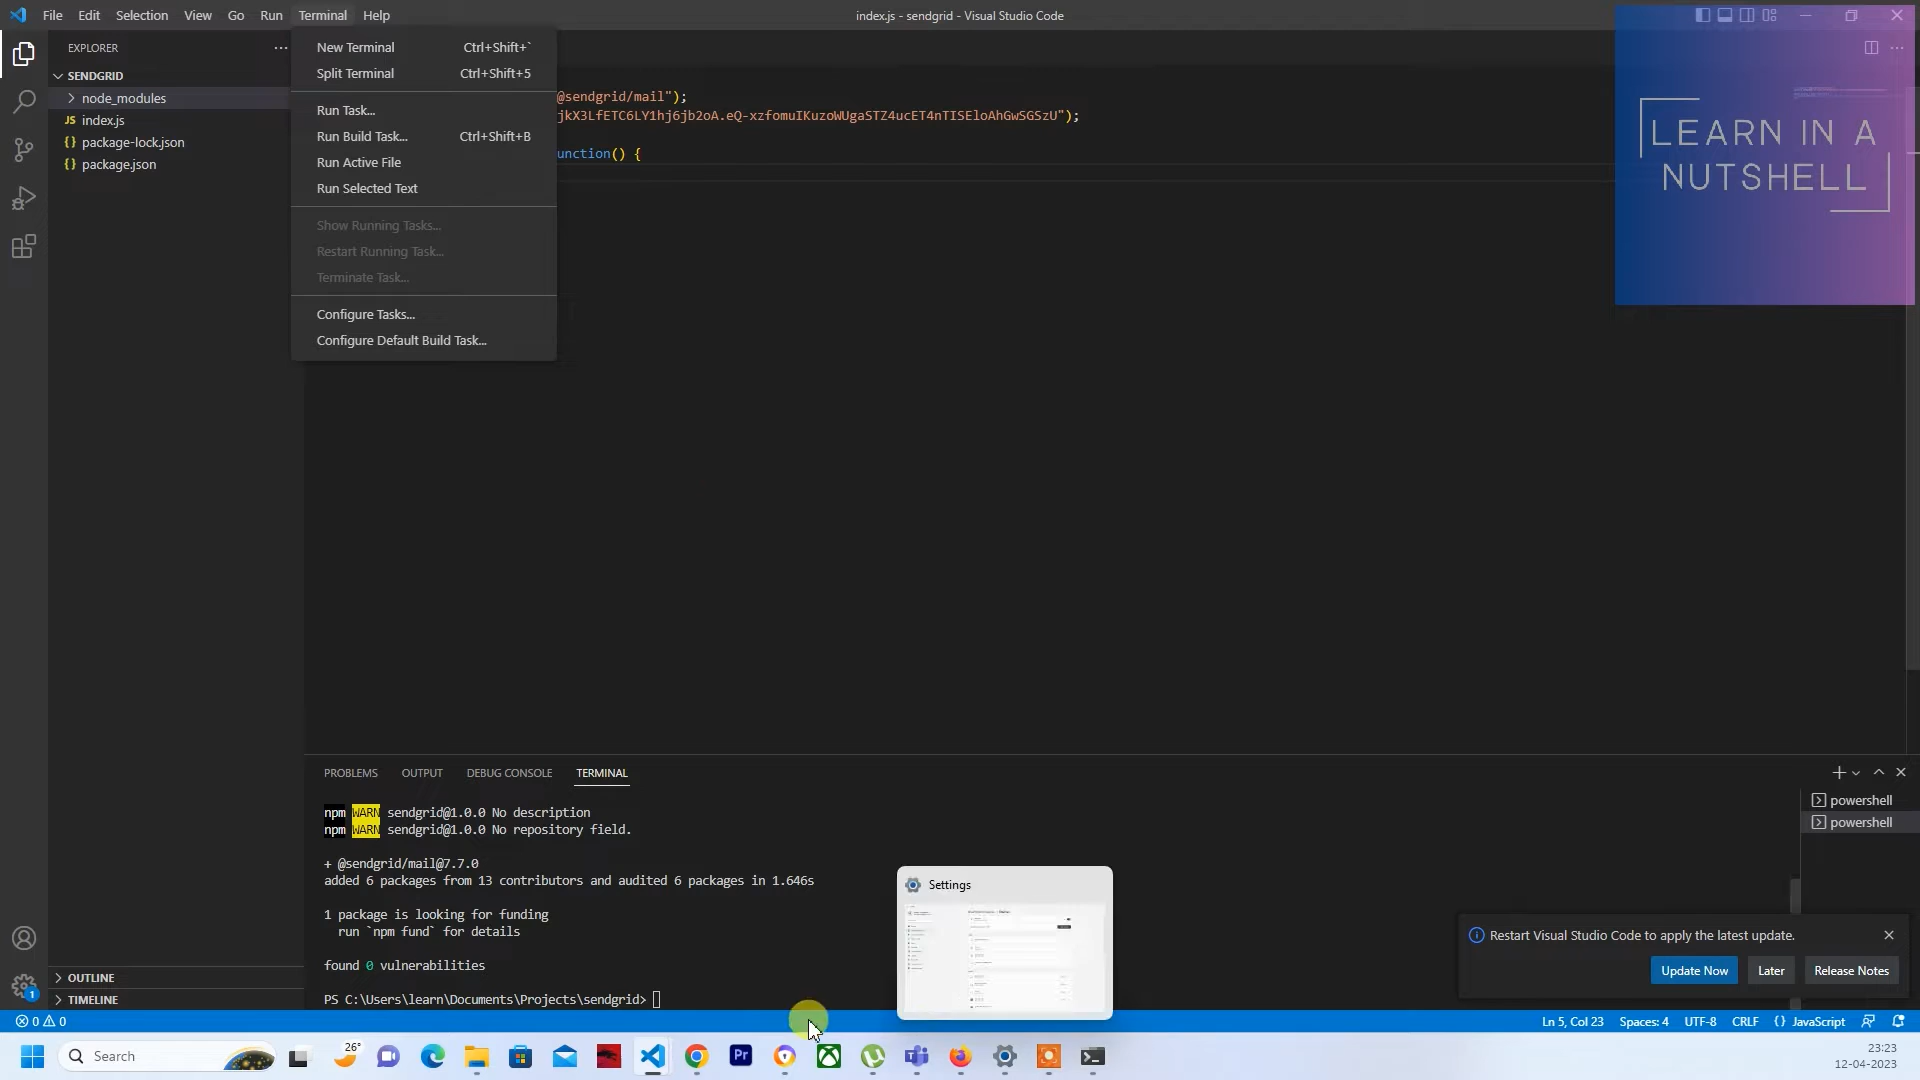 File Edit Selection View Go Run Terminal Help
index.js - sendgrid - Visual Studio Code
EXPLORER
SENDGRID
node_modules
JS index.js
{} package-lock.json
{} package.json
New Terminal Ctrl+Shift+`
Split Terminal Ctrl+Shift+5
Run Task...
Run Build Task... Ctrl+Shift+B
Run Active File
Run Selected Text
Show Running Tasks...
Restart Running Task...
Terminate Task...
Configure Tasks...
Configure Default Build Task...
@sendgrid/mail");
jkX3LfETC6LY1hj6jb2oA.eQ-xzfomuIKuzoWUgaSTZ4ucET4nTISEloAhGwSGSzU");
unction() {
LEARN IN A
NUTSHELL
PROBLEMS OUTPUT DEBUG CONSOLE TERMINAL
npm WARN sendgrid@1.0.0 No description
npm WARN sendgrid@1.0.0 No repository field.
+ @sendgrid/mail@7.7.0
added 6 packages from 13 contributors and audited 6 packages in 1.646s
1 package is looking for funding
run `npm fund` for details
found 0 vulnerabilities
PS C:\Users\learn\Documents\Projects\sendgrid>
powershell
powershell
Settings
Restart Visual Studio Code to apply the latest update.
Update Now Later Release Notes
OUTLINE
TIMELINE
1
0 0
Ln 5, Col 23 Spaces: 4 UTF-8 CRLF {} JavaScript
Search
26°
Pr
23:23
12-04-2023